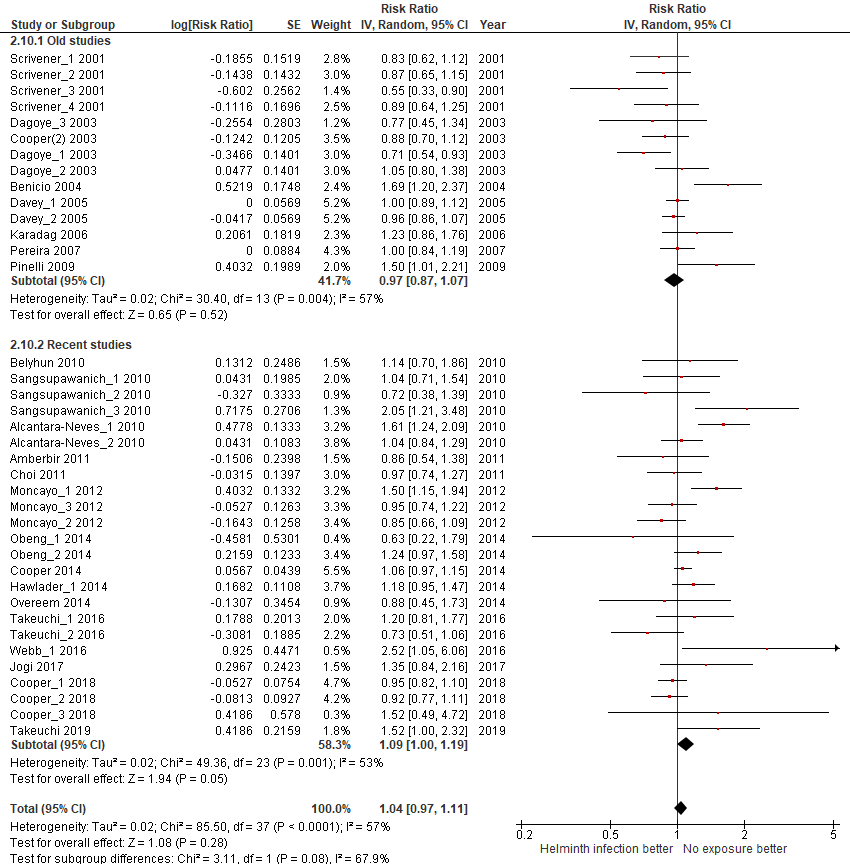 Risk Ratio Risk Ratio
Study or Subgroup log[Risk Ratio] SE Weight IV, Random, 95% CI Year IV, Random, 95% CI
2.10.1 Old studies
Scrivener_1 2001 -0.1855 0.1519 2.8% 0.83 [0.62, 1.12] 2001
Scrivener_2 2001 -0.1438 0.1432 3.0% 0.87 [0.65, 1.15] 2001
Scrivener_3 2001 -0.602 0.2562 1.4% 0.55 [0.33, 0.90] 2001
Scrivener_4 2001 -0.1116 0.1696 2.5% 0.89 [0.64, 1.25] 2001
Dagoye_3 2003 -0.2554 0.2803 1.2% 0.77 [0.45, 1.34] 2003
Cooper(2) 2003 -0.1242 0.1205 3.5% 0.88 [0.70, 1.12] 2003
Dagoye_1 2003 -0.3466 0.1401 3.0% 0.71 [0.54, 0.93] 2003
Dagoye_2 2003 0.0477 0.1401 3.0% 1.05 [0.80, 1.38] 2003
Benicio 2004 0.5219 0.1748 2.4% 1.69 [1.20, 2.37] 2004
Davey_1 2005 0 0.0569 5.2% 1.00 [0.89, 1.12] 2005
Davey_2 2005 -0.0417 0.0569 5.2% 0.96 [0.86, 1.07] 2005
Karadag 2006 0.2061 0.1819 2.3% 1.23 [0.86, 1.76] 2006
Pereira 2007 0 0.0884 4.3% 1.00 [0.84, 1.19] 2007
Pinelli 2009 0.4032 0.1989 2.0% 1.50 [1.01, 2.21] 2009
Subtotal (95% CI) 41.7% 0.97 [0.87, 1.07]
Heterogeneity: Tau² = 0.02; Chi² = 30.40, df = 13 (P = 0.004); I² = 57%
Test for overall effect: Z = 0.65 (P = 0.52)
2.10.2 Recent studies
Belyhun 2010 0.1312 0.2486 1.5% 1.14 [0.70, 1.86] 2010
Sangsupawanich_1 2010 0.0431 0.1985 2.0% 1.04 [0.71, 1.54] 2010
Sangsupawanich_2 2010 -0.327 0.3333 0.9% 0.72 [0.38, 1.39] 2010
Sangsupawanich_3 2010 0.7175 0.2706 1.3% 2.05 [1.21, 3.48] 2010
Alcantara-Neves_1 2010 0.4778 0.1333 3.2% 1.61 [1.24, 2.09] 2010
Alcantara-Neves_2 2010 0.0431 0.1083 3.8% 1.04 [0.84, 1.29] 2010
Amberbir 2011 -0.1506 0.2398 1.6% 0.86 [0.54, 1.38] 2011
Choi 2011 -0.0315 0.1397 3.0% 0.97 [0.74, 1.27] 2011
Moncayo_1 2012 0.4032 0.1332 3.2% 1.50 [1.15, 1.94] 2012
Moncayo_3 2012 -0.0527 0.1263 3.3% 0.95 [0.74, 1.22] 2012
Moncayo_2 2012 -0.1643 0.1258 3.4% 0.85 [0.66, 1.09] 2012
Obeng_1 2014 -0.4581 0.5301 0.4% 0.63 [0.22, 1.79] 2014
Obeng_2 2014 0.2159 0.1233 3.4% 1.24 [0.97, 1.58] 2014
Cooper 2014 0.0567 0.0439 5.5% 1.06 [0.97, 1.15] 2014
Hawlader_1 2014 0.1682 0.1108 3.7% 1.18 [0.95, 1.47] 2014
Overeem 2014 -0.1307 0.3454 0.9% 0.88 [0.45, 1.73] 2014
Takeuchi_1 2016 0.1788 0.2013 2.0% 1.20 [0.81, 1.77] 2016
Takeuchi_2 2016 -0.3081 0.1885 2.2% 0.73 [0.51, 1.06] 2016
Webb_1 2016 0.925 0.4471 0.6% 2.52 [1.05, 6.06] 2016
Jogi 2017 0.2967 0.2423 1.5% 1.35 [0.84, 2.16] 2017
Cooper_1 2018 -0.0527 0.0754 4.7% 0.95 [0.82, 1.10] 2018
Cooper_2 2018 -0.0813 0.0927 4.2% 0.92 [0.77, 1.11] 2018
Cooper_3 2018 0.4186 0.578 0.3% 1.52 [0.49, 4.72] 2018
Takeuchi 2019 0.4186 0.2159 1.8% 1.52 [1.00, 2.32] 2019
Subtotal (95% CI) 58.3% 1.09 [1.00, 1.19]
Heterogeneity: Tau² = 0.02; Chi² = 49.36, df = 23 (P = 0.001); I² = 53%
Test for overall effect: Z = 1.94 (P = 0.05)
Total (95% CI) 100.0% 1.04 [0.97, 1.11]
Heterogeneity: Tau² = 0.02; Chi² = 85.50, df = 37 (P < 0.0001); I² = 57%
Test for overall effect: Z = 1.08 (P = 0.28)
Test for subgroup differences: Chi² = 3.11, df = 1 (P = 0.08), I² = 67.9%
0.2 0.5 1 2 5
Helminth infection better No exposure better